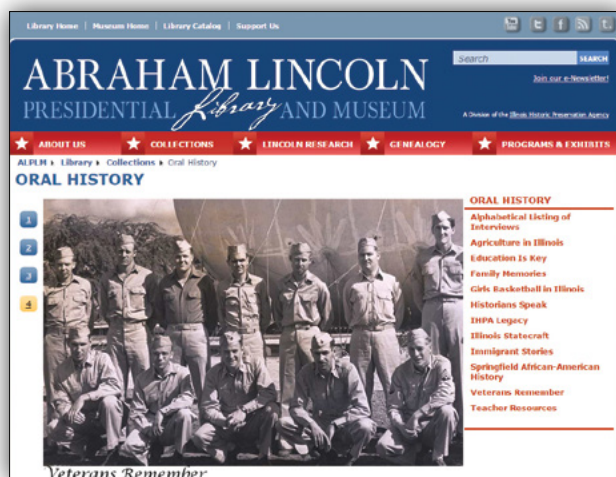 Library Home | Museum Home | Library Catalog | Support Us
Search SEARCH
Join our e-Newsletter!
ABRAHAM LINCOLN
PRESIDENTIAL Library AND MUSEUM
A Division of the Illinois Historic Preservation Agency
ABOUT US COLLECTIONS LINCOLN RESEARCH GENEALOGY PROGRAMS & EXHIBITS
ALPLM Library Collections Oral History
ORAL HISTORY
1
2
3
4
Veterans Remember
ORAL HISTORY
Alphabetical Listing of
Interviews
Agriculture in Illinois
Education Is Key
Family Memories
Girls Basketball in Illinois
Historians Speak
IHPA Legacy
Illinois Statecraft
Immigrant Stories
Springfield African-American
History
Veterans Remember
Teacher Resources